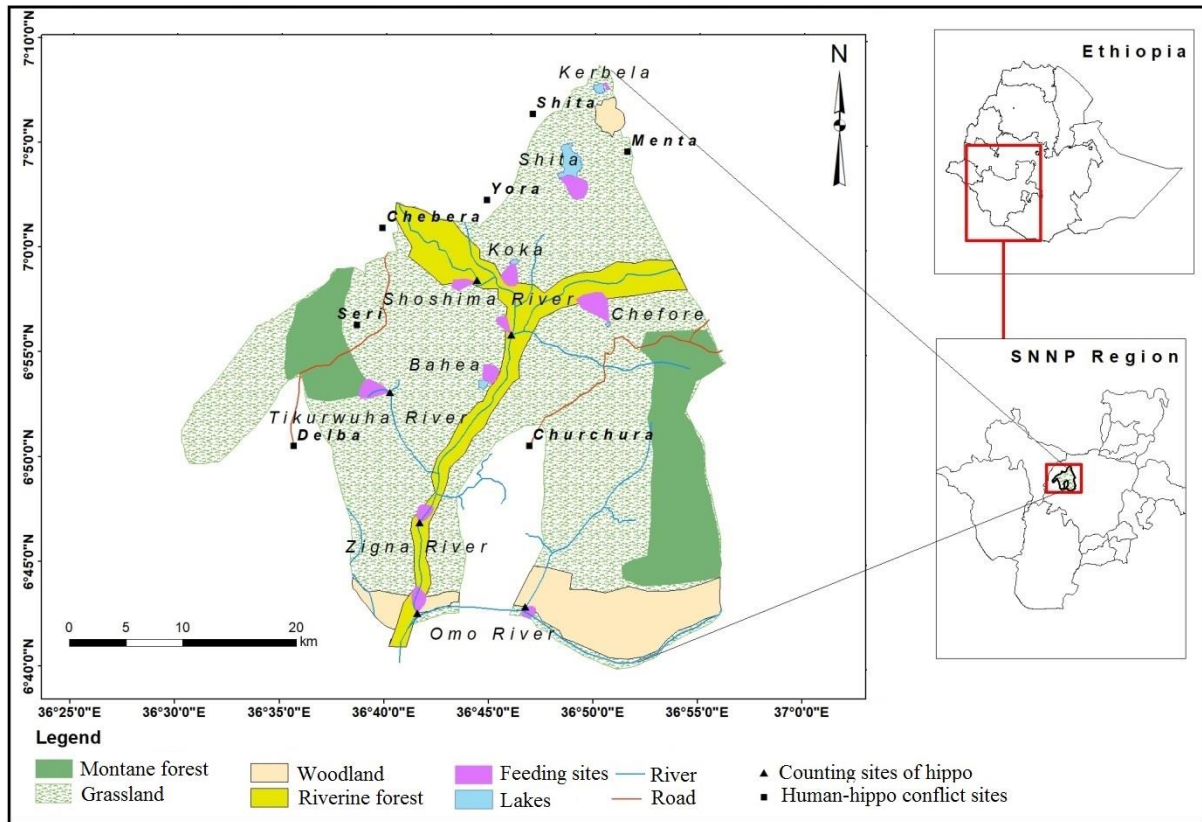 7°10'0"N
7°5'0"N
7°0'0"N
6°55'0"N
6°50'0"N
6°45'0"N
6°40'0"N
36°25'0"E
36°30'0"E
36°35'0"E
36°40'0"E
36°45'0"E
36°50'0"E
36°55'0"E
37°0'0"E
N
Kerbela
Shita
Menta
Shita
Yora
Chebera
Koka
Shoshima River
Seri
Chefore
Bahea
Tikurwuha River
Delba
Churchura
Zigna River
Omo River
0 5 10 20
km
Ethiopia
SNNP Region
Legend
Montane forest
Grassland
Woodland
Riverine forest
Feeding sites
Lakes
River
Road
Counting sites of hippo
Human-hippo conflict sites